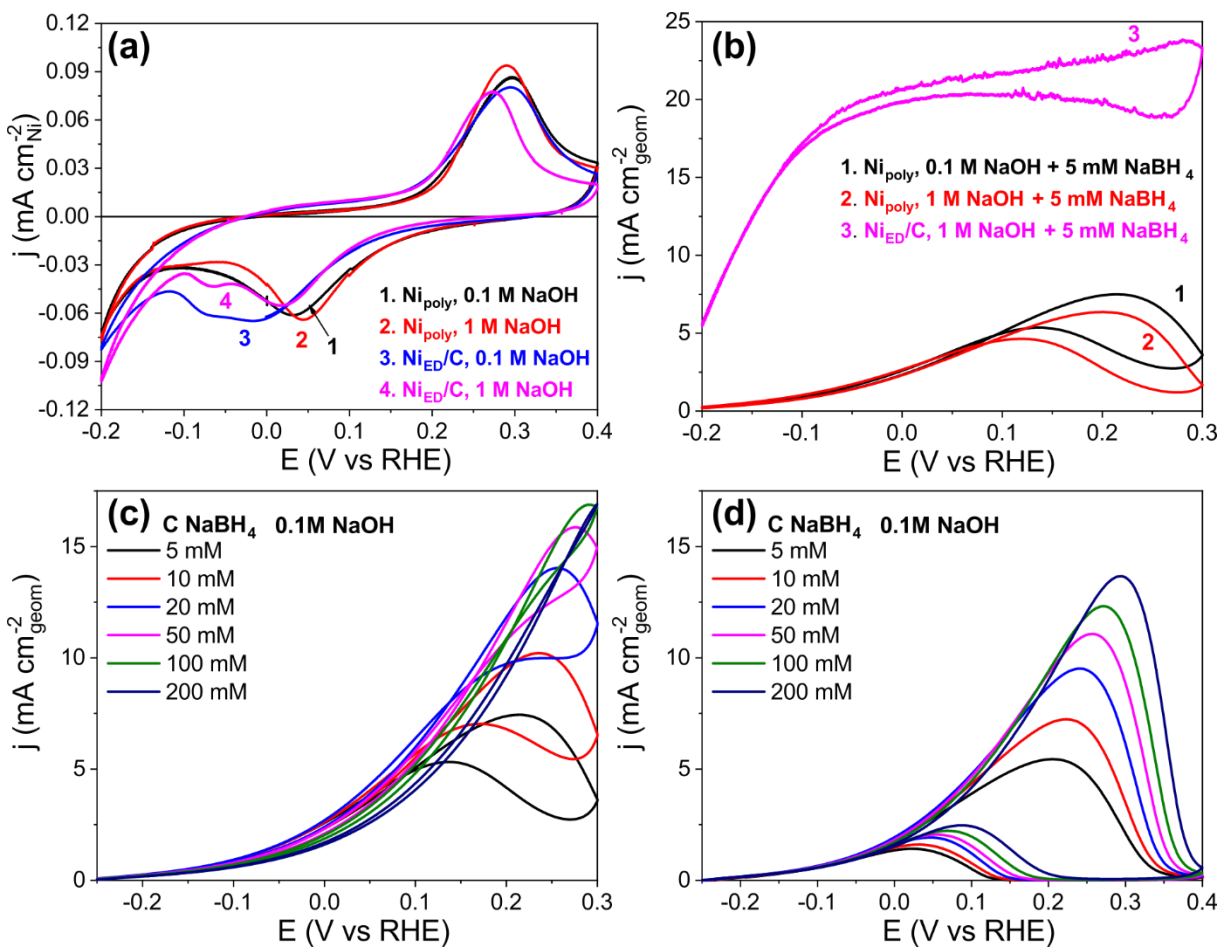 (a)
j (mA cm⁻²Ni)
0.12
0.09
0.06
0.03
0.00
-0.03
-0.06
-0.09
-0.12
4
3
2
1
1. Nipoly, 0.1 M NaOH
2. Nipoly, 1 M NaOH
3. NiED/C, 0.1 M NaOH
4. NiED/C, 1 M NaOH
-0.2 -0.1 0.0 0.1 0.2 0.3 0.4
E (V vs RHE)
(b)
j (mA cm⁻²geom)
25
20
15
10
5
0
3
1. Nipoly, 0.1 M NaOH + 5 mM NaBH₄
2. Nipoly, 1 M NaOH + 5 mM NaBH₄
3. NiED/C, 1 M NaOH + 5 mM NaBH₄
1
2
-0.2 -0.1 0.0 0.1 0.2 0.3
E (V vs RHE)
(c)
C NaBH₄ 0.1M NaOH
5 mM
10 mM
20 mM
50 mM
100 mM
200 mM
j (mA cm⁻²geom)
15
10
5
0
-0.2 -0.1 0.0 0.1 0.2 0.3
E (V vs RHE)
(d)
C NaBH₄ 0.1M NaOH
5 mM
10 mM
20 mM
50 mM
100 mM
200 mM
j (mA cm⁻²geom)
15
10
5
0
-0.2 -0.1 0.0 0.1 0.2 0.3 0.4
E (V vs RHE)